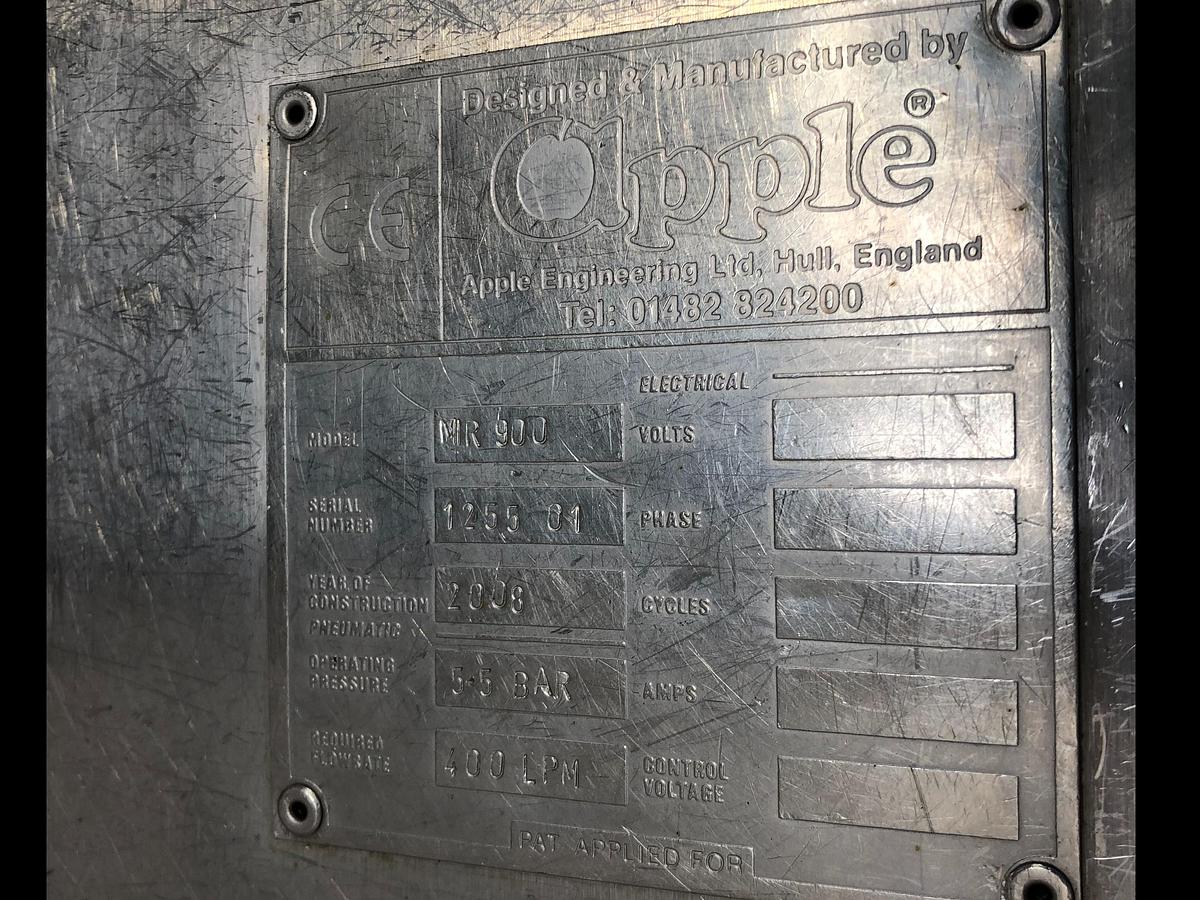 Designed & Manufactured by
apple®
CE
Apple Engineering Ltd, Hull, England
Tel: 01482 824200
ELECTRICAL
MODEL MR 900 VOLTS
SERIAL NUMBER 1255 01 PHASE
YEAR OF CONSTRUCTION 2008 CYCLES
PNEUMATIC
OPERATING PRESSURE 5·5 BAR AMPS
REQUIRED FLOWRATE 400 LPM CONTROL VOLTAGE
PAT APPLIED FOR